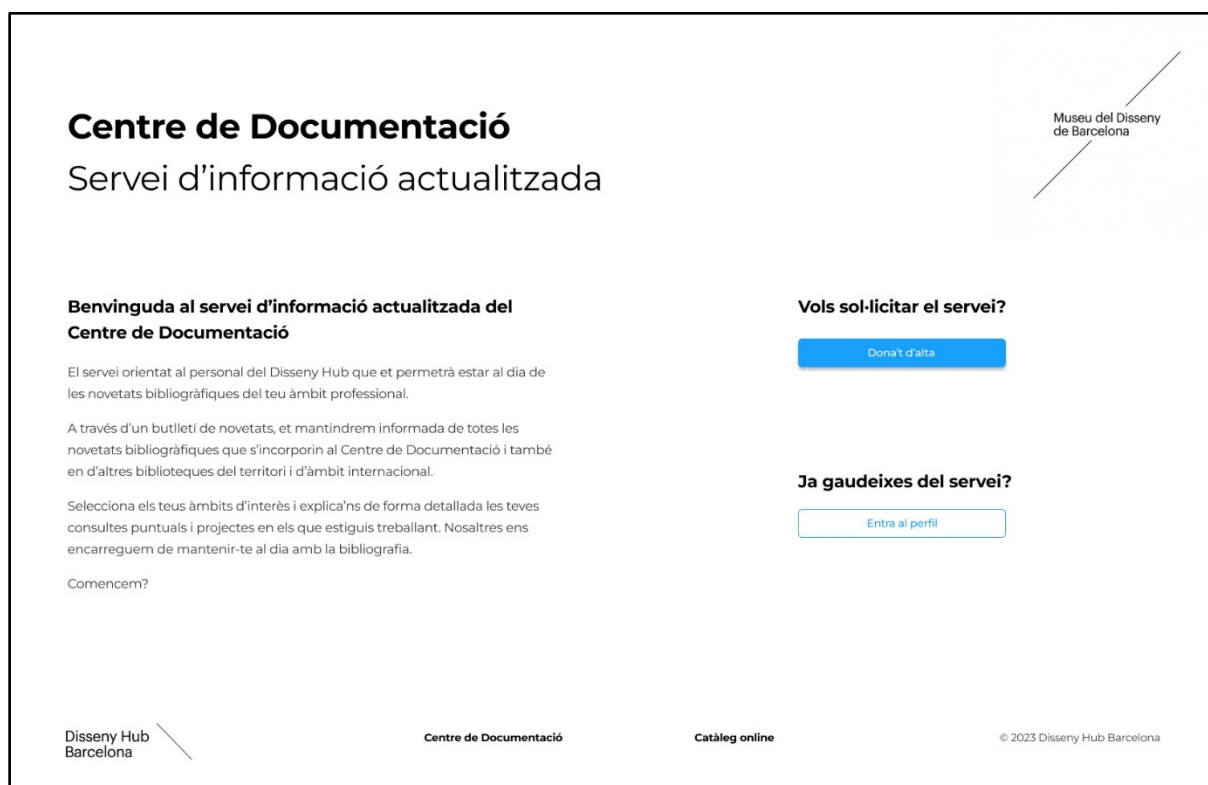 Centre de Documentació
Servei d’informació actualitzada
Museu del Disseny
de Barcelona
Benvinguda al servei d’informació actualitzada del
Centre de Documentació
El servei orientat al personal del Disseny Hub que et permetrà estar al dia de
les novetats bibliogràfiques del teu àmbit professional.
A través d’un butlletí de novetats, et mantindrem informada de totes les
novetats bibliogràfiques que s’incorporin al Centre de Documentació i també
en d’altres biblioteques del territori i d’àmbit internacional.
Selecciona els teus àmbits d’interès i explica’ns de forma detallada les teves
consultes puntuals i projectes en els que estiguis treballant. Nosaltres ens
encarreguem de mantenir-te al dia amb la bibliografia.
Comencem?
Vols sol·licitar el servei?
Dona’t d’alta
Ja gaudeixes del servei?
Entra al perfil
Disseny Hub
Barcelona
Centre de Documentació
Catàleg online
© 2023 Disseny Hub Barcelona